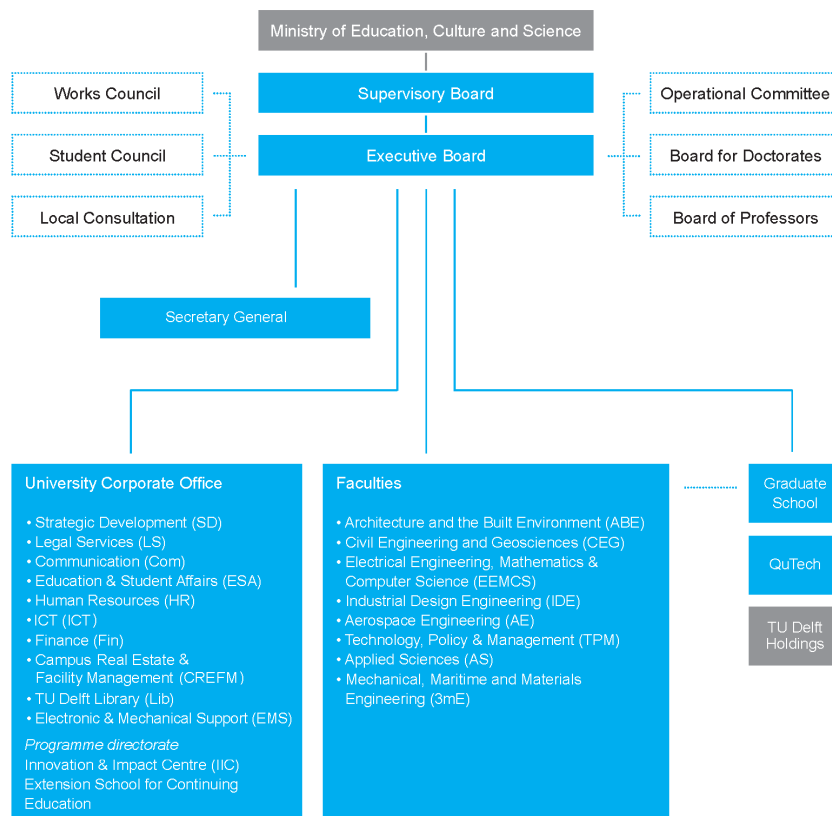 Ministry of Education, Culture and Science
Works Council
Supervisory Board
Operational Committee
Student Council
Executive Board
Board for Doctorates
Local Consultation
Board of Professors
Secretary General
University Corporate Office
• Strategic Development (SD)
• Legal Services (LS)
• Communication (Com)
• Education & Student Affairs (ESA)
• Human Resources (HR)
• ICT (ICT)
• Finance (Fin)
• Campus Real Estate &
Facility Management (CREFM)
• TU Delft Library (Lib)
• Electronic & Mechanical Support (EMS)
Programme directorate
Innovation & Impact Centre (IIC)
Extension School for Continuing
Education
Faculties
• Architecture and the Built Environment (ABE)
• Civil Engineering and Geosciences (CEG)
• Electrical Engineering, Mathematics &
Computer Science (EEMCS)
• Industrial Design Engineering (IDE)
• Aerospace Engineering (AE)
• Technology, Policy & Management (TPM)
• Applied Sciences (AS)
• Mechanical, Maritime and Materials
Engineering (3mE)
Graduate
School
QuTech
TU Delft
Holdings